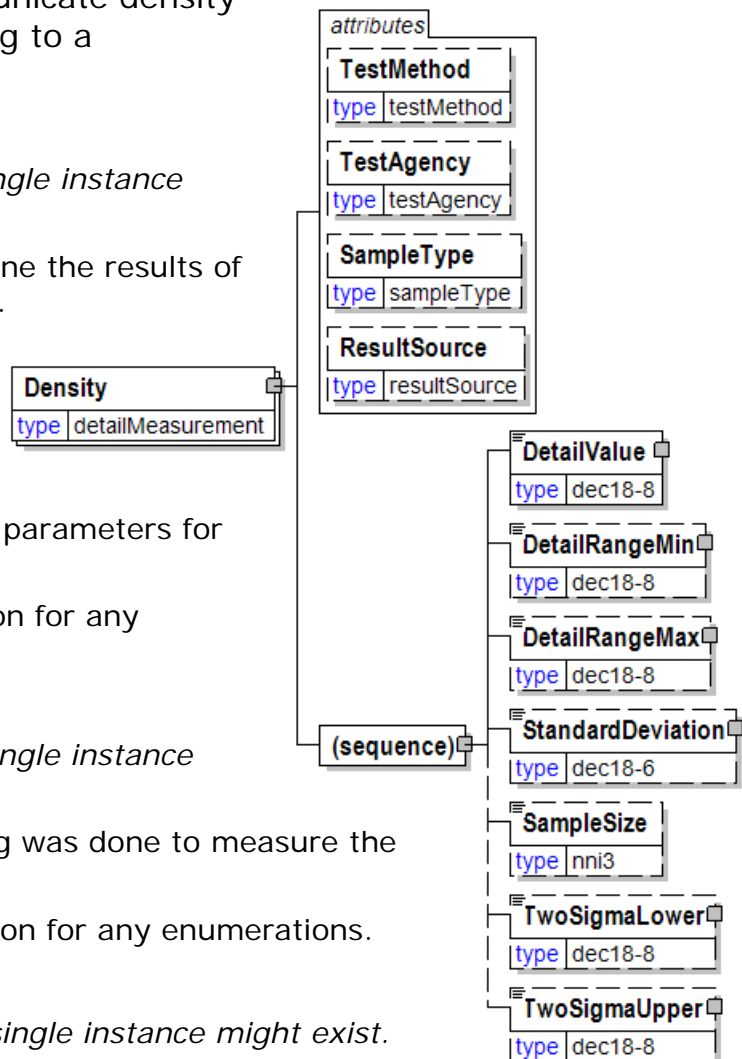 unicate density
g to a
ngle instance
ne the results of
.
parameters for
on for any
ngle instance
g was done to measure the
on for any enumerations.
single instance might exist.
attributes
TestMethod
type testMethod
TestAgency
type testAgency
SampleType
type sampleType
ResultSource
type resultSource
Density
type detailMeasurement
(sequence)
DetailValue
type dec18-8
DetailRangeMin
type dec18-8
DetailRangeMax
type dec18-8
StandardDeviation
type dec18-6
SampleSize
type nni3
TwoSigmaLower
type dec18-8
TwoSigmaUpper
type dec18-8